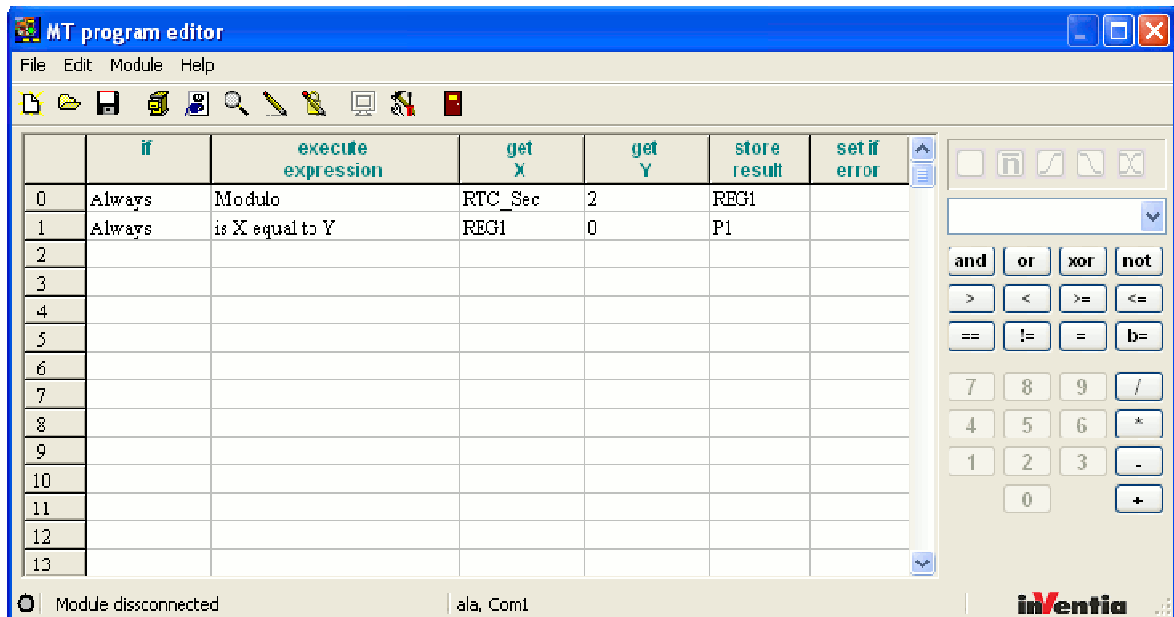 MT program editor
File Edit Module Help
if execute expression get X get Y store result set if error
0 Always Modulo RTC_Sec 2 REG1
1 Always is X equal to Y REG1 0 P1
2
3
4
5
6
7
8
9
10
11
12
13
n
and or xor not
> < >= <=
== != = b=
7 8 9 /
4 5 6 *
1 2 3 -
0 +
Module dissconnected ala, Com1 inVentia